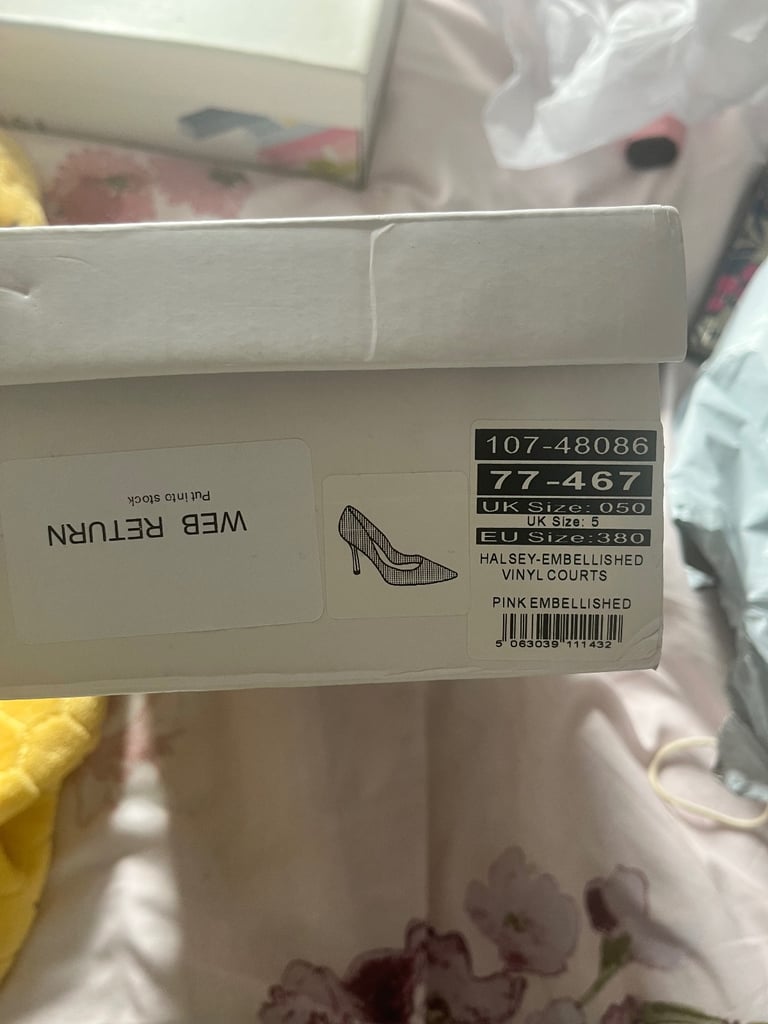 WEB RETURN
Put into stock
107-48086
77-467
UK Size: 050
UK Size: 5
EU Size:380
HALSEY-EMBELLISHED
VINYL COURTS
PINK EMBELLISHED
5 063039 111432